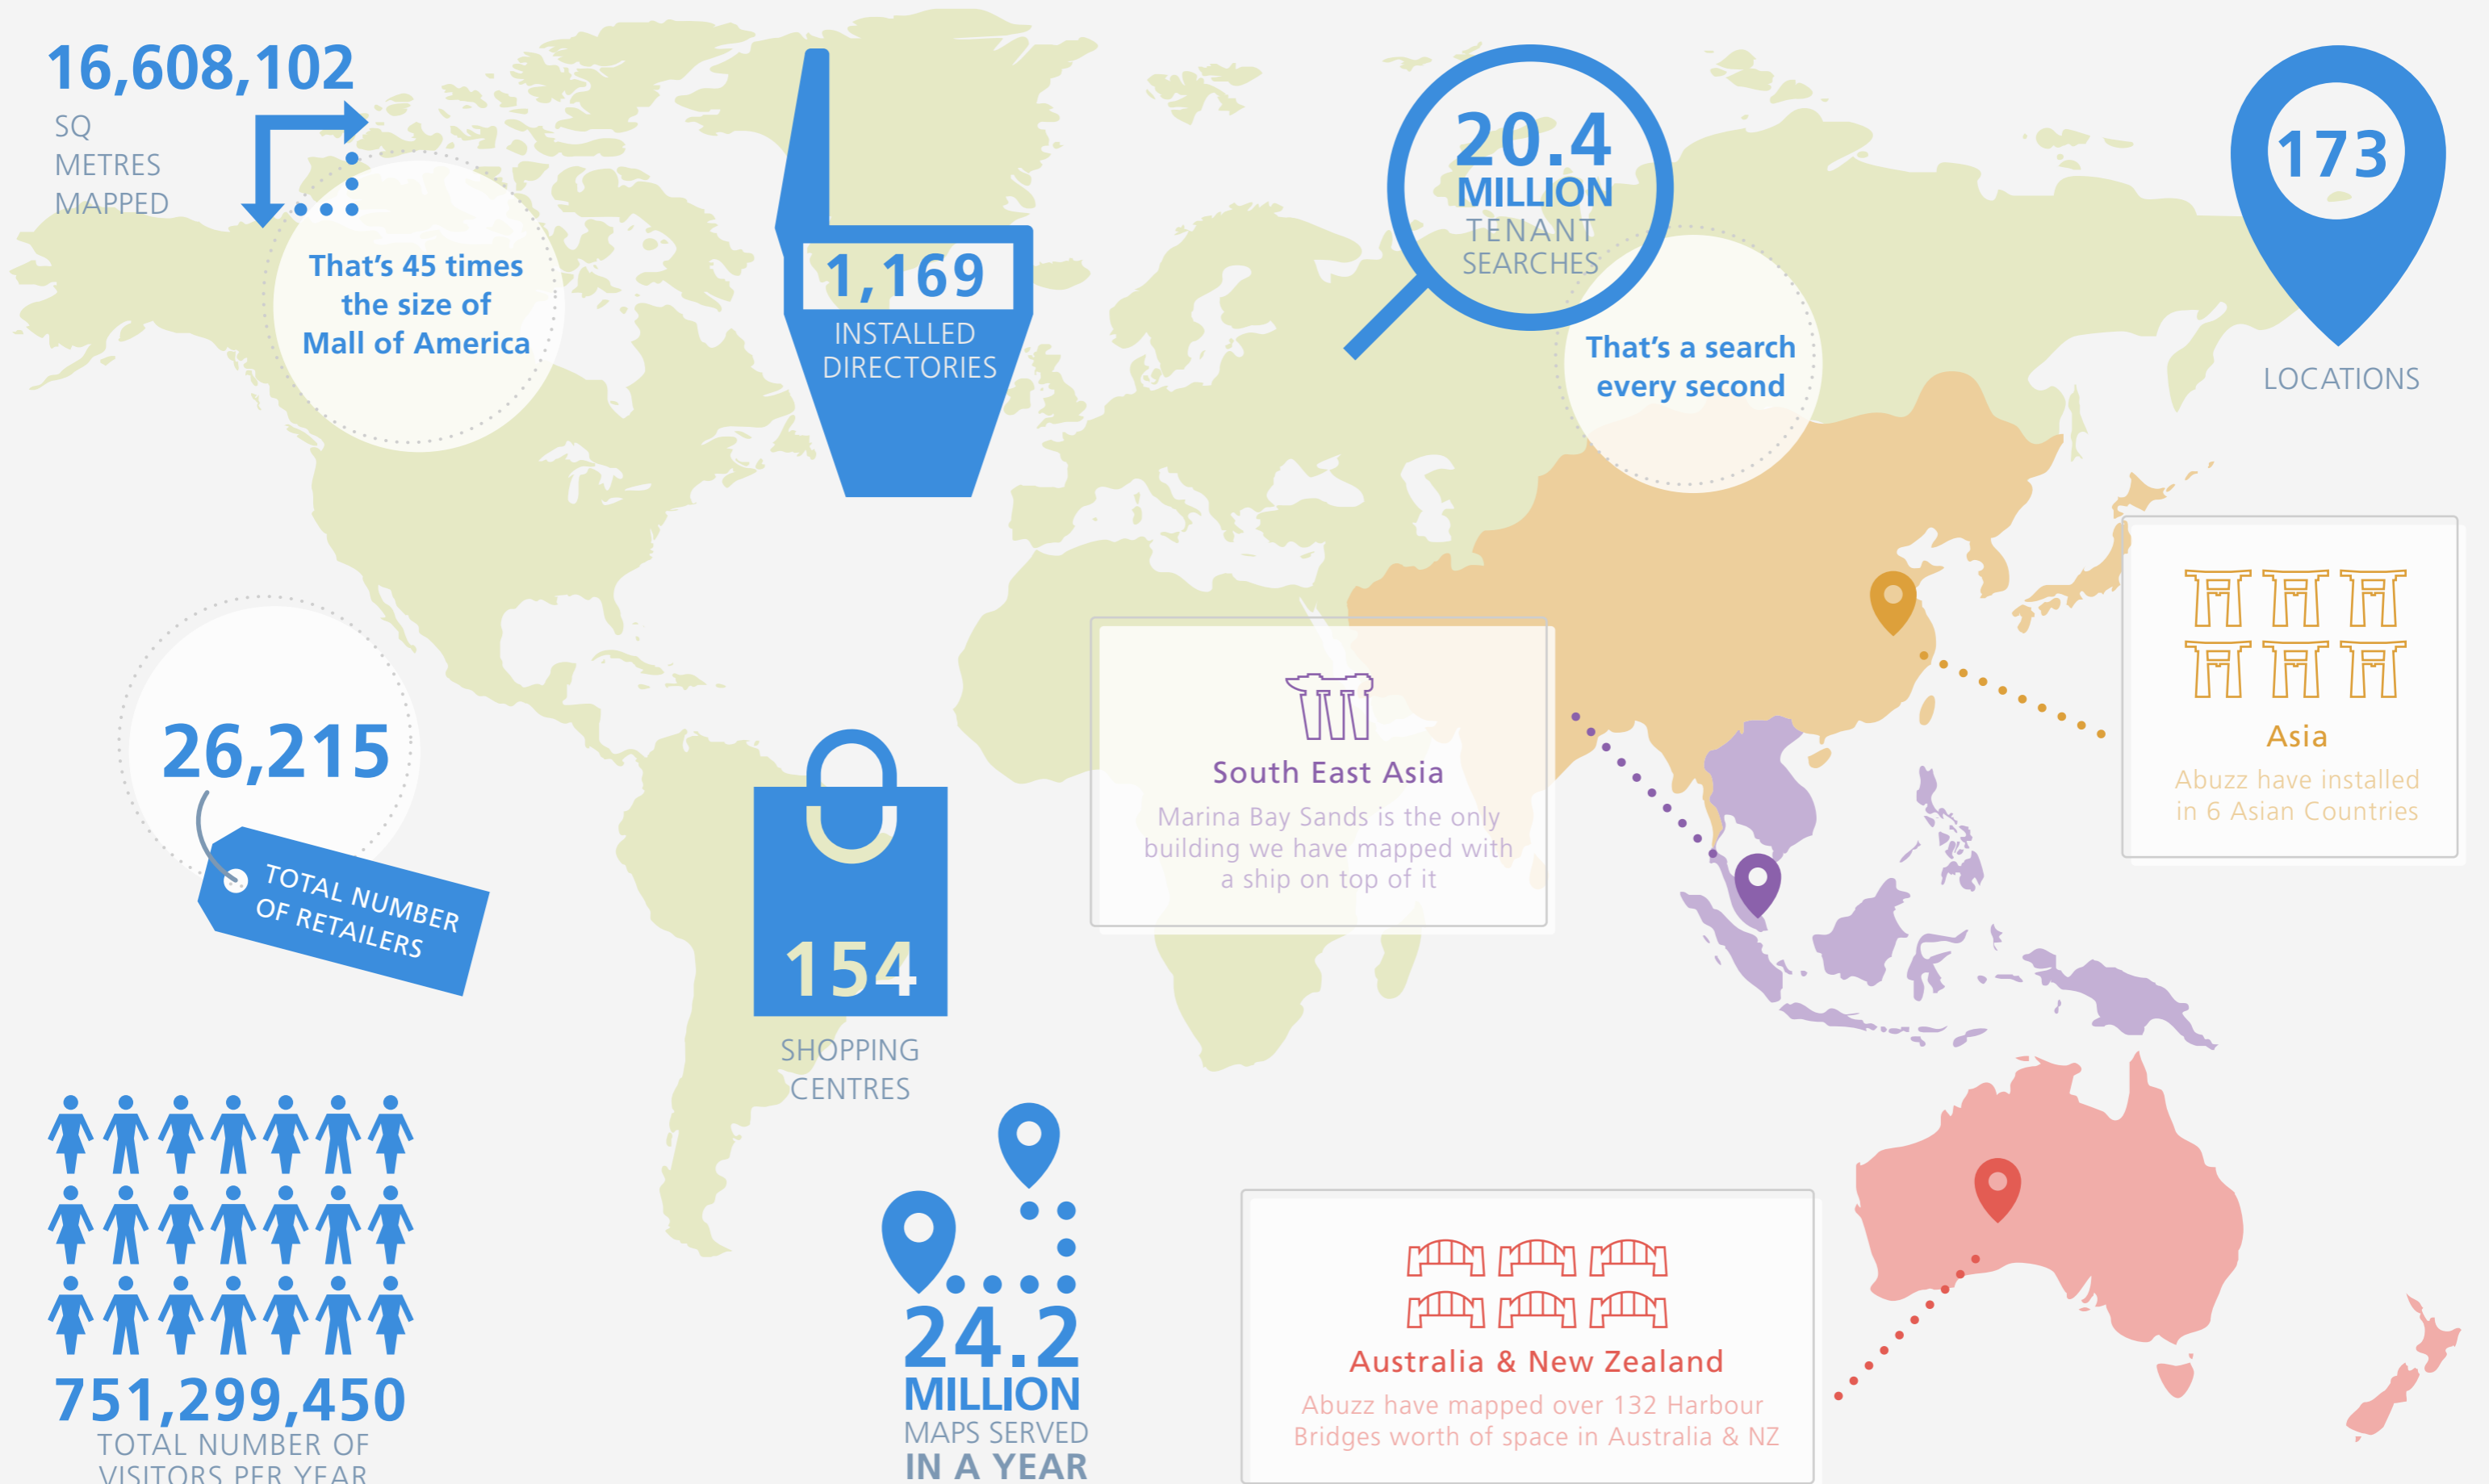 16,608,102
SQ
METRES
MAPPED
That's 45 times
the size of
Mall of America
1,169
INSTALLED
DIRECTORIES
20.4
MILLION
TENANT
SEARCHES
That's a search
every second
173
LOCATIONS
26,215
TOTAL NUMBER
OF RETAILERS
154
SHOPPING
CENTRES
South East Asia
Marina Bay Sands is the only
building we have mapped with
a ship on top of it
Asia
Abuzz have installed
in 6 Asian Countries
751,299,450
TOTAL NUMBER OF
VISITORS PER YEAR
24.2
MILLION
MAPS SERVED
IN A YEAR
Australia & New Zealand
Abuzz have mapped over 132 Harbour
Bridges worth of space in Australia & NZ